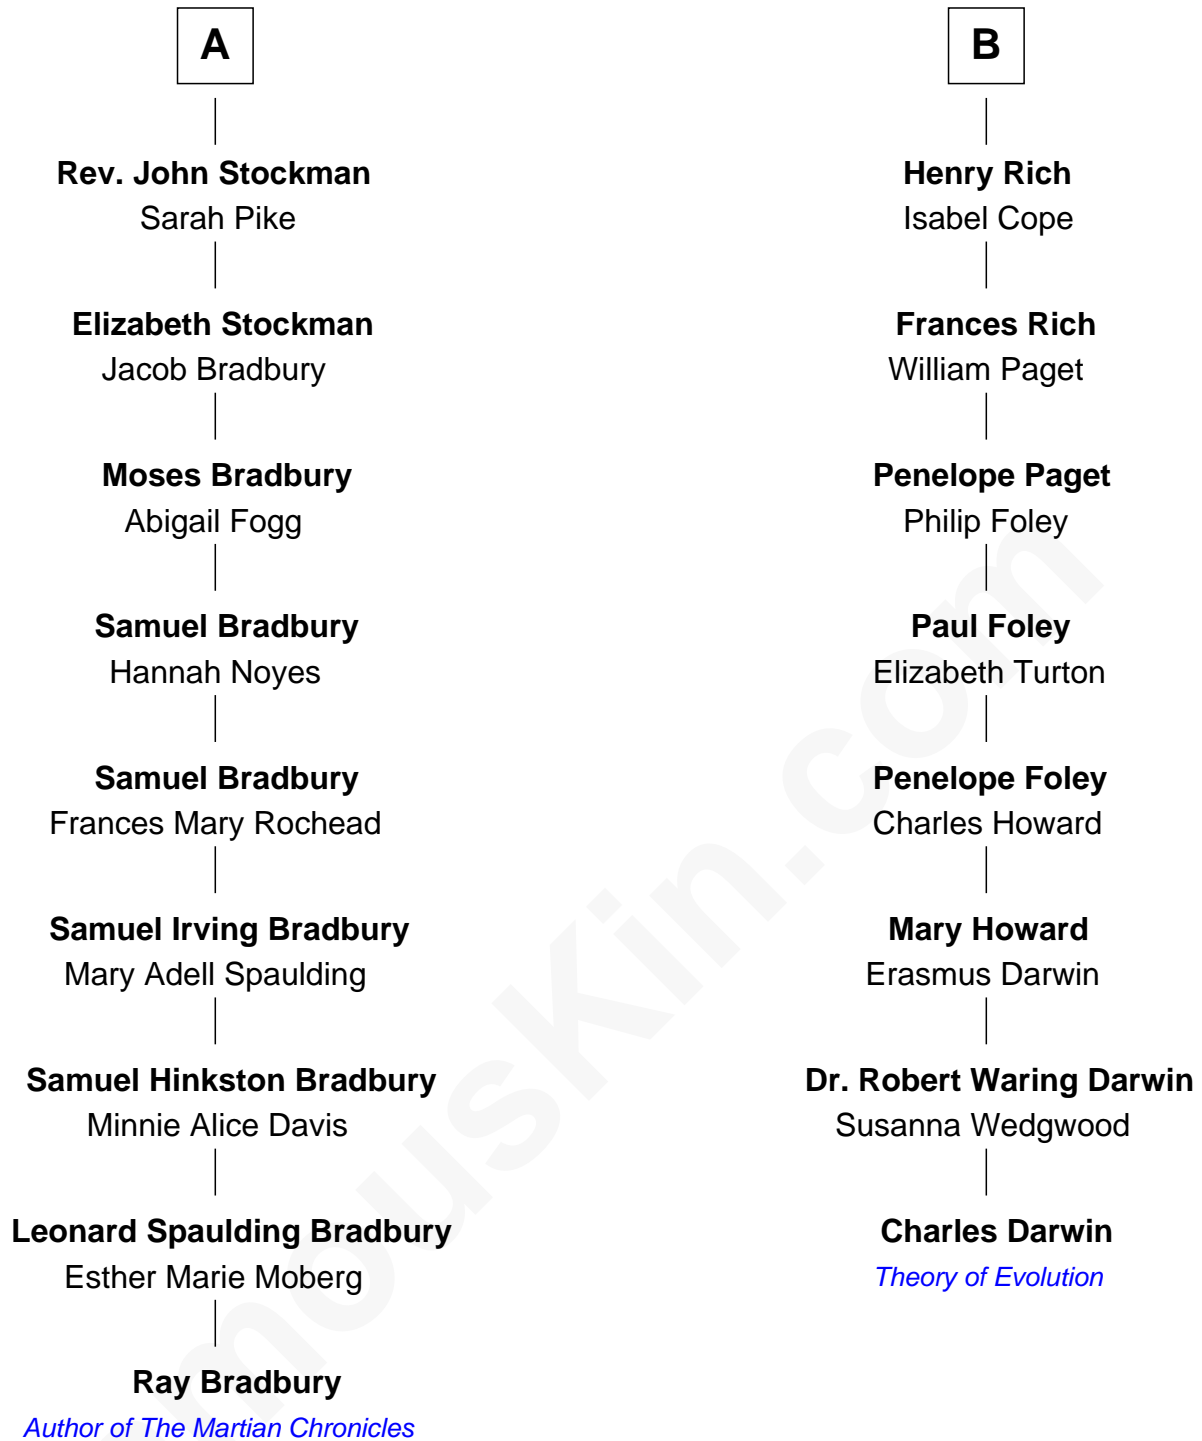 A
Rev. John Stockman
Sarah Pike
Elizabeth Stockman
Jacob Bradbury
Moses Bradbury
Abigail Fogg
Samuel Bradbury
Hannah Noyes
Samuel Bradbury
Frances Mary Rochead
Samuel Irving Bradbury
Mary Adell Spaulding
Samuel Hinkston Bradbury
Minnie Alice Davis
Leonard Spaulding Bradbury
Esther Marie Moberg
Ray Bradbury
Author of The Martian Chronicles
B
Henry Rich
Isabel Cope
Frances Rich
William Paget
Penelope Paget
Philip Foley
Paul Foley
Elizabeth Turton
Penelope Foley
Charles Howard
Mary Howard
Erasmus Darwin
Dr. Robert Waring Darwin
Susanna Wedgwood
Charles Darwin
Theory of Evolution
mousKin.com